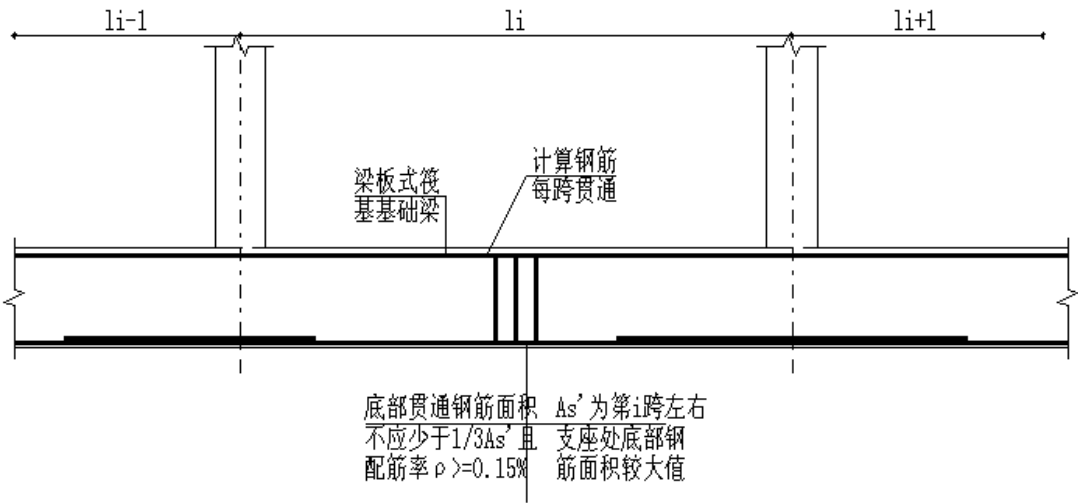 li-1
li
li+1
计算钢筋
每跨贯通
梁板式筏
基基础梁
底部贯通钢筋面积 As'为第i跨左右
不应少于1/3As'且 支座处底部钢
配筋率ρ>=0.15% 筋面积较大值